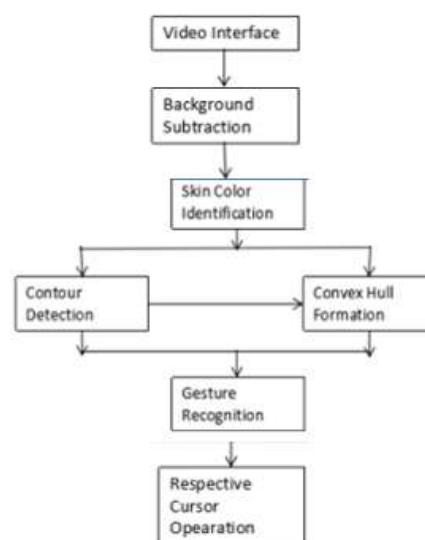 Video Interface
Background
Subtraction
Skin Color
Identification
Contour
Detection
Convex Hull
Formation
Gesture
Recognition
Respective
Cursor
Opearation